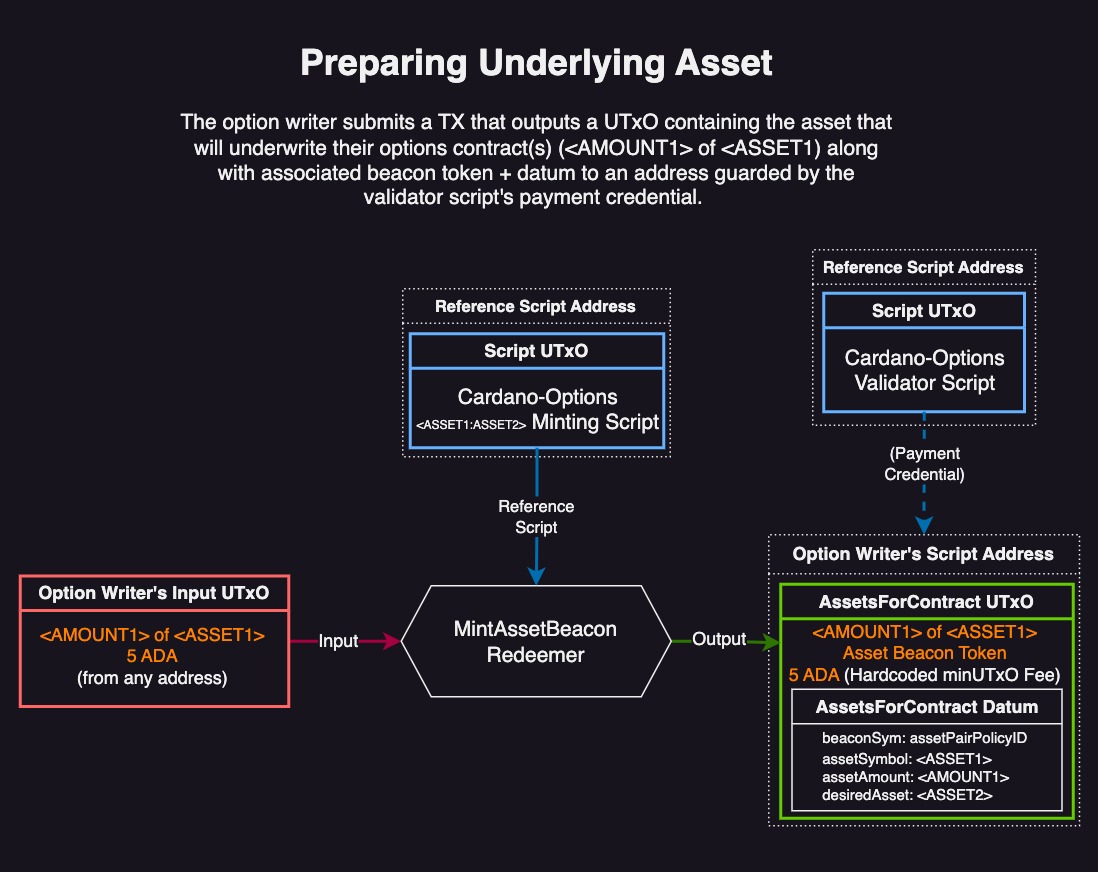 Preparing Underlying Asset
The option writer submits a TX that outputs a UTxO containing the asset that
will underwrite their options contract(s) (<AMOUNT1> of <ASSET1) along
with associated beacon token + datum to an address guarded by the
validator script's payment credential.
Reference Script Address
Script UTxO
Cardano-Options
<ASSET1:ASSET2> Minting Script
Reference
Script
Reference Script Address
Script UTxO
Cardano-Options
Validator Script
(Payment
Credential)
Option Writer's Input UTxO
<AMOUNT1> of <ASSET1>
5 ADA
(from any address)
Input
MintAssetBeacon
Redeemer
Output
Option Writer's Script Address
AssetsForContract UTxO
<AMOUNT1> of <ASSET1>
Asset Beacon Token
5 ADA (Hardcoded minUTxO Fee)
AssetsForContract Datum
beaconSym: assetPairPolicyID
assetSymbol: <ASSET1>
assetAmount: <AMOUNT1>
desiredAsset: <ASSET2>